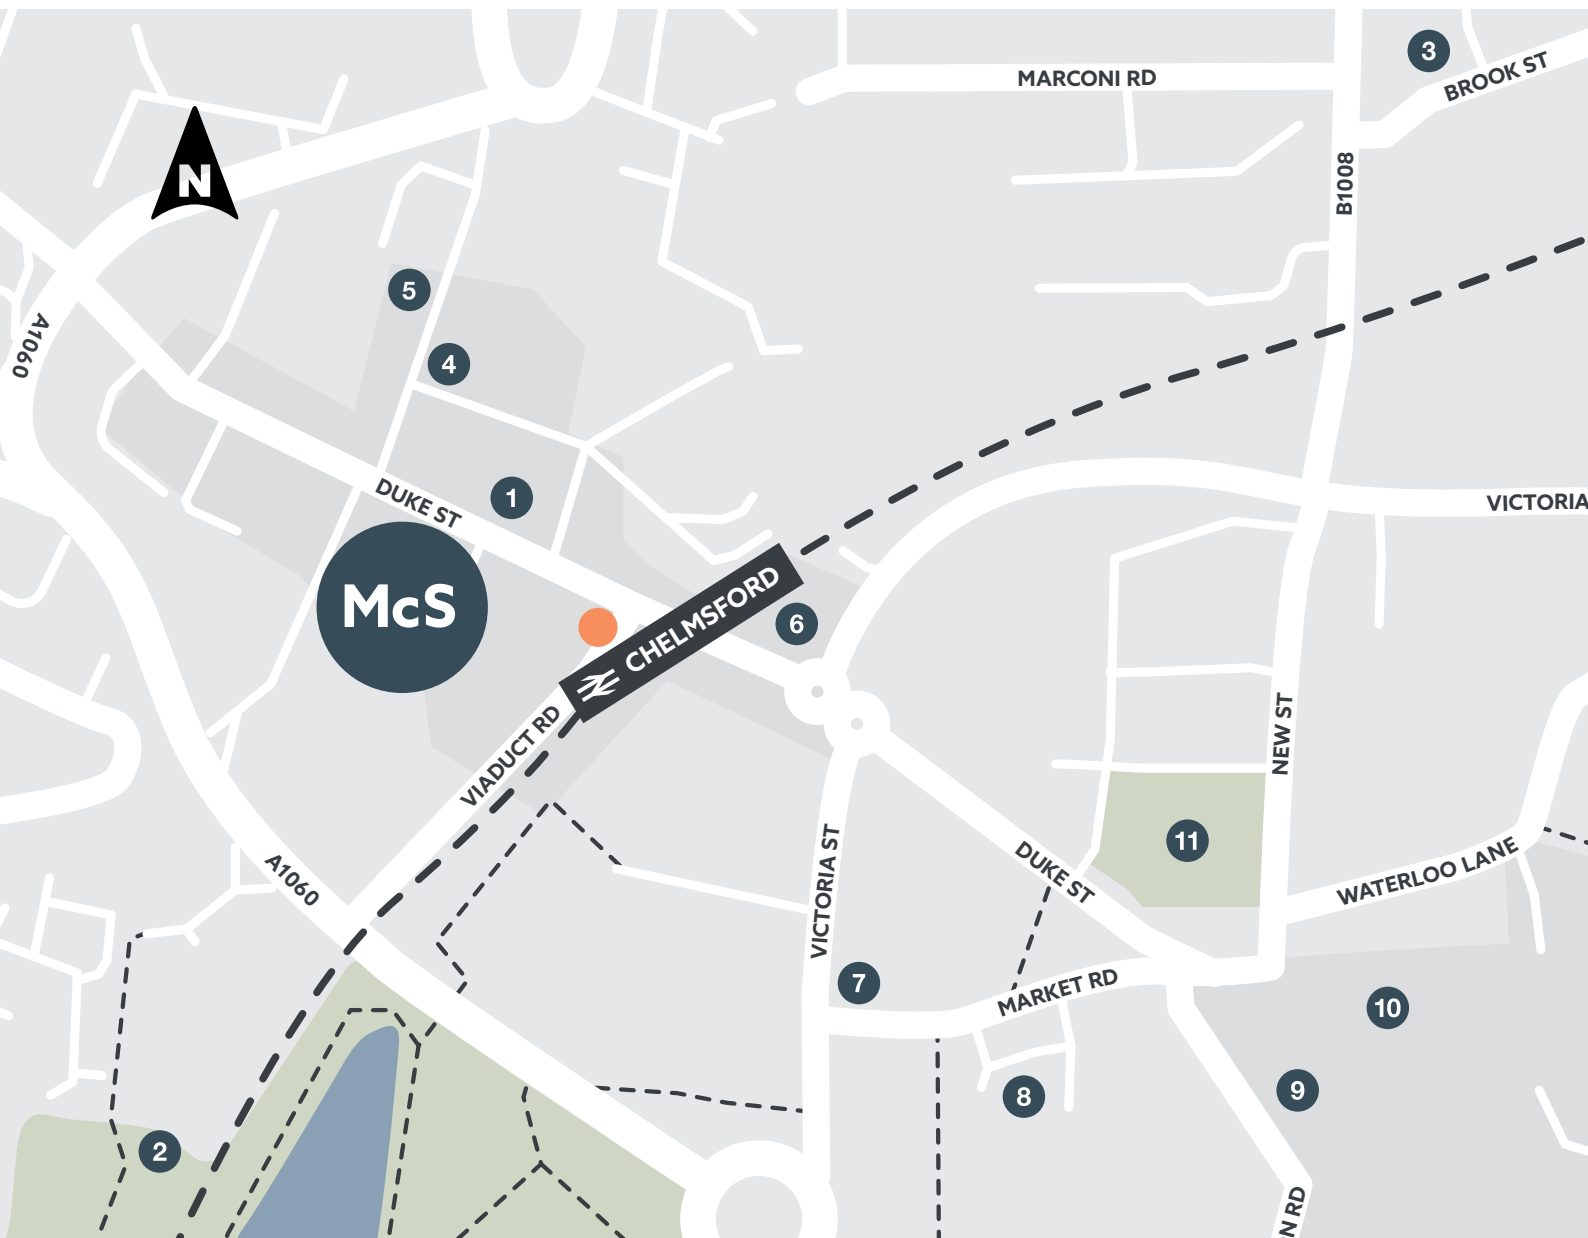 3
MARCONI RD
BROOK ST
N
B1008
5
A1060
4
DUKE ST
1
VICTORIA
McS
CHELMSFORD
6
VIADUCT RD
NEW ST
A1060
11
DUKE ST
VICTORIA ST
WATERLOO LANE
7
MARKET RD
10
8
9
2
N RD